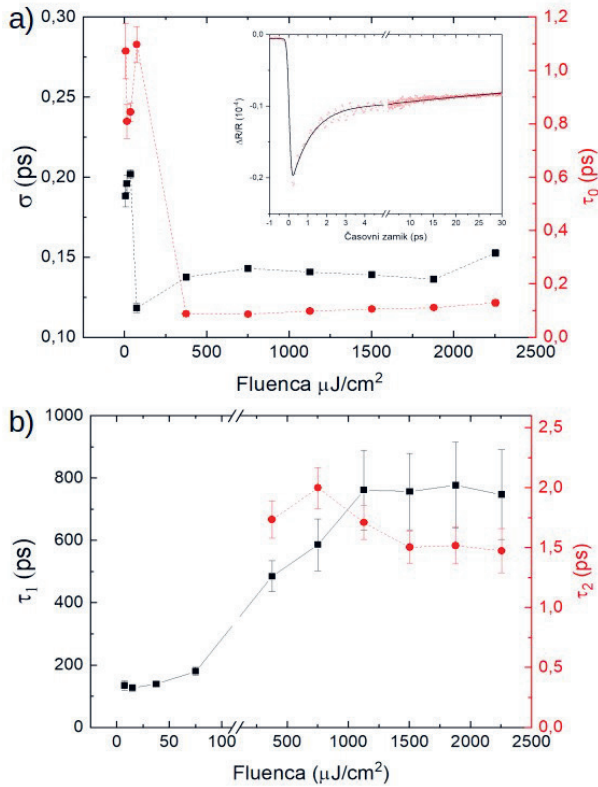 a)
0,30
0,25
0,20
0,15
0,10
σ (ps)
1,2
1,0
0,8
0,6
0,4
0,2
0,0
τ0 (ps)
0,0
-0,1
-0,2
ΔR/R (10-4)
-1 0 1 2 3 4 10 15 20 25 30
Časovni zamik (ps)
0 500 1000 1500 2000 2500
Fluenca μJ/cm2
b)
1000
800
600
400
200
0
τ1 (ps)
2,5
2,0
1,5
1,0
0,5
0,0
τ2 (ps)
0 50 100 500 1000 1500 2000 2500
Fluenca (μJ/cm2)